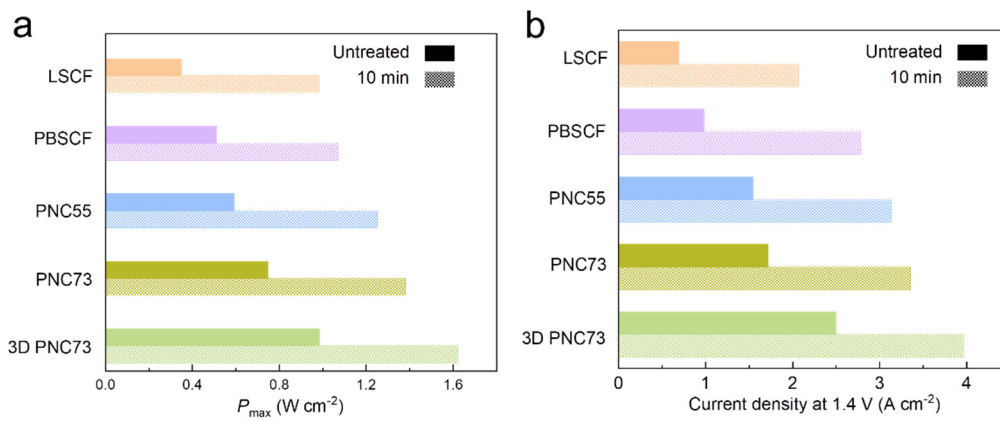 a
Untreated
10 min
LSCF
PBSCF
PNC55
PNC73
3D PNC73
0.0 0.4 0.8 1.2 1.6
Pmax (W cm⁻²)
b
Untreated
10 min
LSCF
PBSCF
PNC55
PNC73
3D PNC73
0 1 2 3 4
Current density at 1.4 V (A cm⁻²)